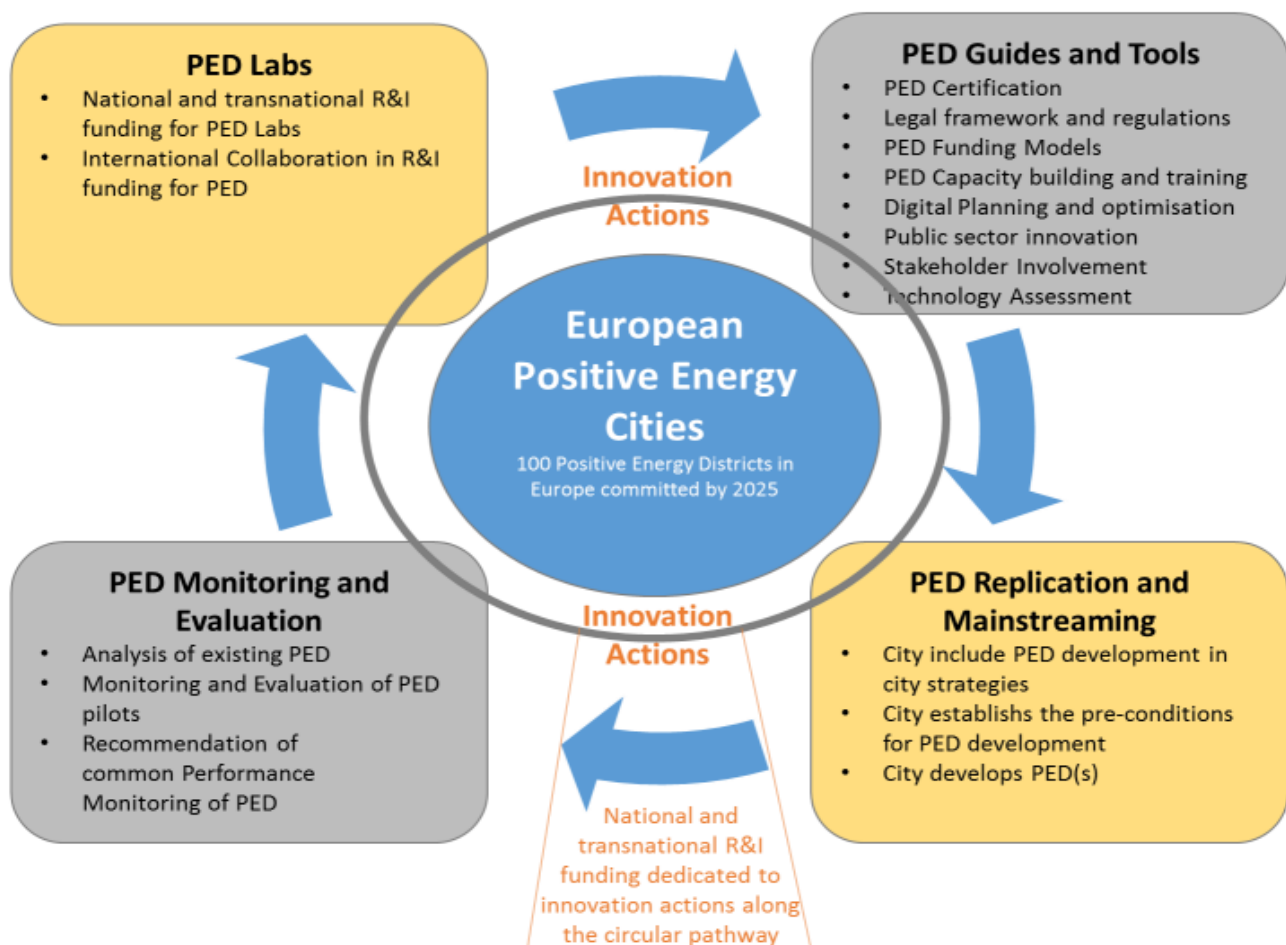 PED Labs
• National and transnational R&I
funding for PED Labs
• International Collaboration in R&I
funding for PED
Innovation
Actions
PED Guides and Tools
• PED Certification
• Legal framework and regulations
• PED Funding Models
• PED Capacity building and training
• Digital Planning and optimisation
• Public sector innovation
• Stakeholder Involvement
• Technology Assessment
European
Positive Energy
Cities
100 Positive Energy Districts in
Europe committed by 2025
PED Monitoring and
Evaluation
• Analysis of existing PED
• Monitoring and Evaluation of PED
pilots
• Recommendation of
common Performance
Monitoring of PED
Innovation
Actions
National and
transnational R&I
funding dedicated to
innovation actions along
the circular pathway
PED Replication and
Mainstreaming
• City include PED development in
city strategies
• City establishs the pre-conditions
for PED development
• City develops PED(s)